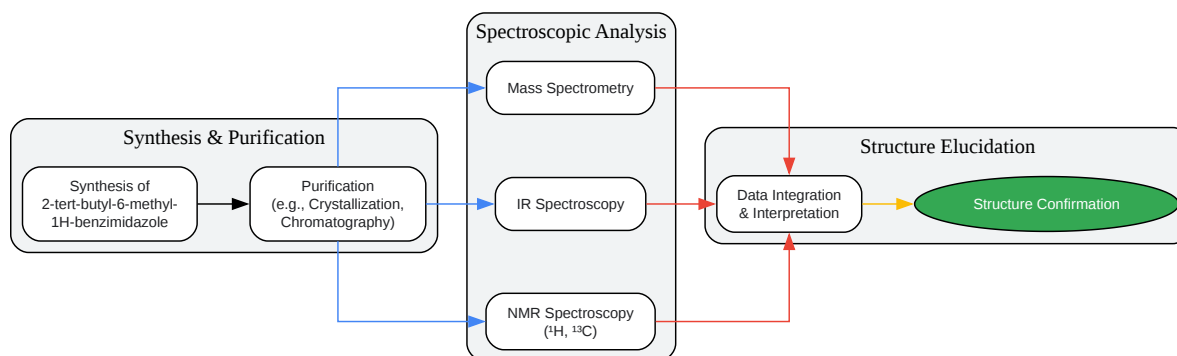 Synthesis & Purification
Synthesis of
2-tert-butyl-6-methyl-
1H-benzimidazole
Purification
(e.g., Crystallization,
Chromatography)
Spectroscopic Analysis
Mass Spectrometry
IR Spectroscopy
NMR Spectroscopy
(¹H, ¹³C)
Structure Elucidation
Data Integration
& Interpretation
Structure Confirmation